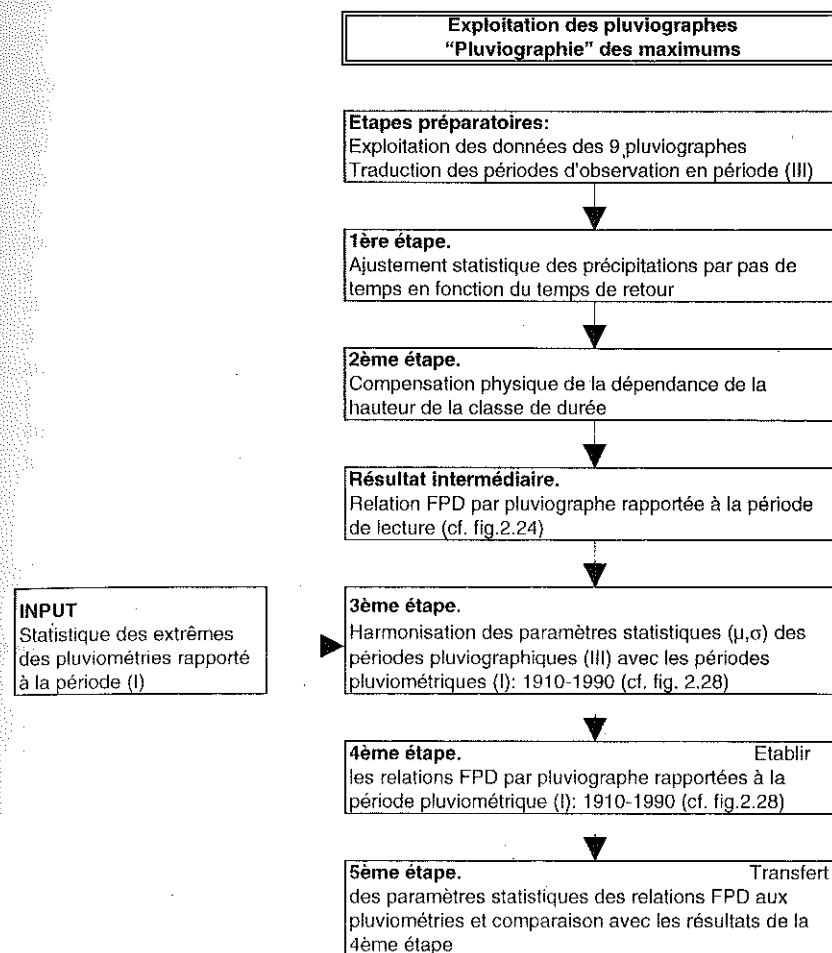 Exploitation des pluviographes
"Pluviographie" des maximums
Etapes préparatoires:
Exploitation des données des 9 pluviographes
Traduction des périodes d'observation en période (III)
1ère étape.
Ajustement statistique des précipitations par pas de
temps en fonction du temps de retour
2ème étape.
Compensation physique de la dépendance de la
hauteur de la classe de durée
Résultat intermédiaire.
Relation FPD par pluviographe rapportée à la période
de lecture (cf. fig.2.24)
INPUT
Statistique des extrêmes
des pluviométries rapporté
à la période (I)
3ème étape.
Harmonisation des paramètres statistiques (µ,σ) des
périodes pluviographiques (III) avec les périodes
pluviométriques (I): 1910-1990 (cf. fig. 2.28)
4ème étape. Etablir
les relations FPD par pluviographe rapportées à la
période pluviométrique (I): 1910-1990 (cf. fig.2.28)
5ème étape. Transfert
des paramètres statistiques des relations FPD aux
pluviométries et comparaison avec les résultats de la
4ème étape